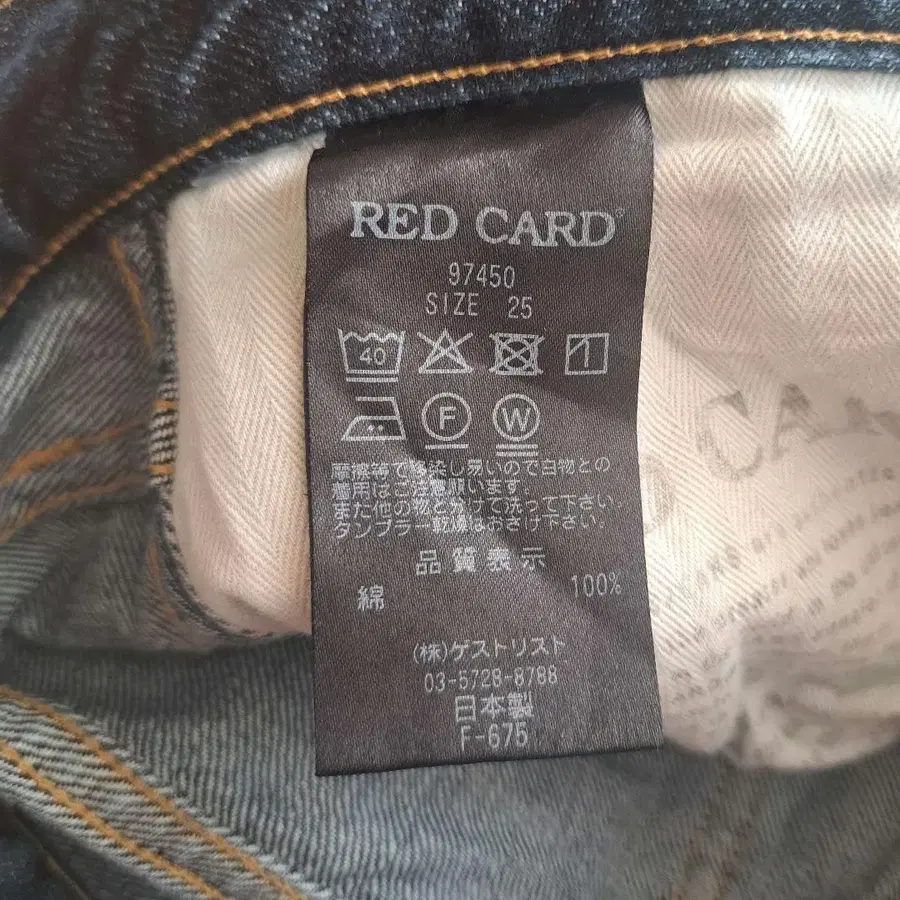 RED CARD®
97450
SIZE 25
40
F W
摩擦等で移染し易いので白物との
着用はご注意願います。
また他の物と分けて洗って下さい。
タンブラー乾燥はおさけ下さい。
品質表示
綿 100%
(株)ゲストリスト
03-5728-8788
日本製
F-675
CAR